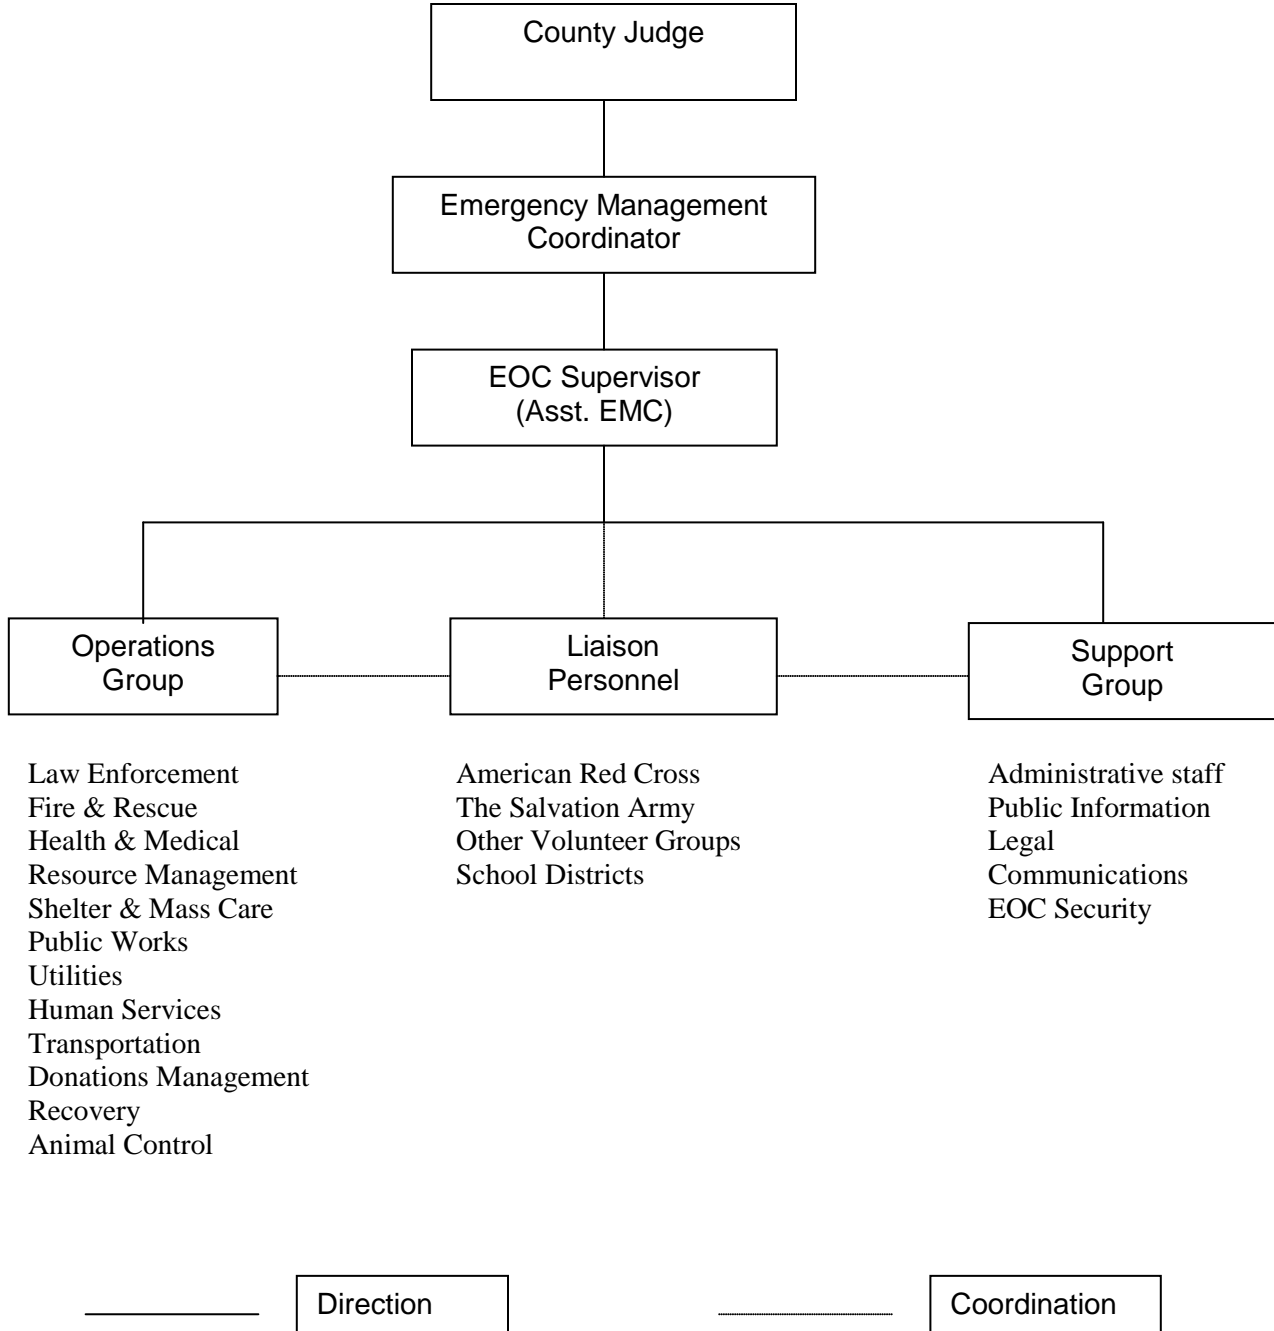 County Judge
Emergency Management
Coordinator
EOC Supervisor
(Asst. EMC)
Operations
Group
Liaison
Personnel
Support
Group
Law Enforcement
Fire & Rescue
Health & Medical
Resource Management
Shelter & Mass Care
Public Works
Utilities
Human Services
Transportation
Donations Management
Recovery
Animal Control
American Red Cross
The Salvation Army
Other Volunteer Groups
School Districts
Administrative staff
Public Information
Legal
Communications
EOC Security
Direction
Coordination